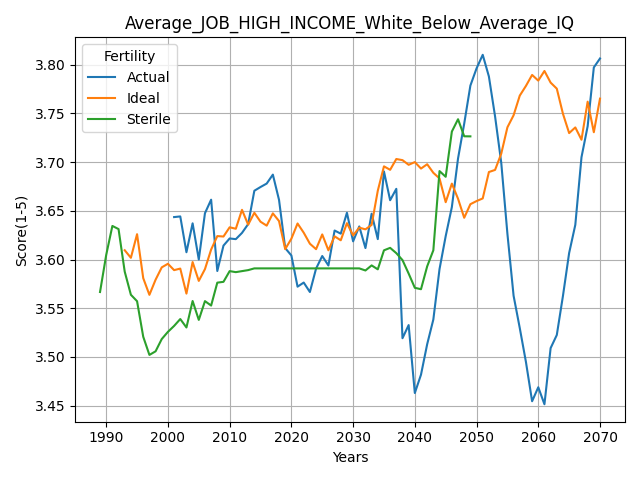 Average_JOB_HIGH_INCOME_White_Below_Average_IQ
Fertility
Actual
Ideal
Sterile
Score(1-5)
3.80
3.75
3.70
3.65
3.60
3.55
3.50
3.45
1990 2000 2010 2020 2030 2040 2050 2060 2070
Years